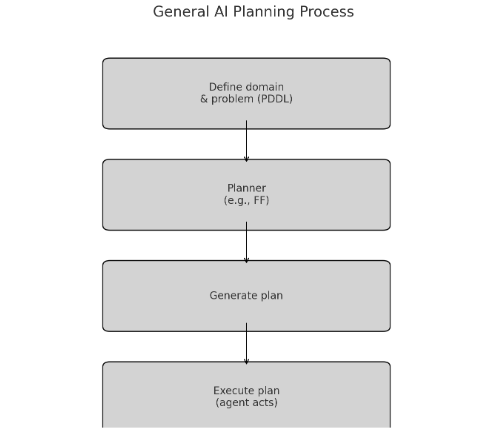 General AI Planning Process
Define domain
& problem (PDDL)
Planner
(e.g., FF)
Generate plan
Execute plan
(agent acts)